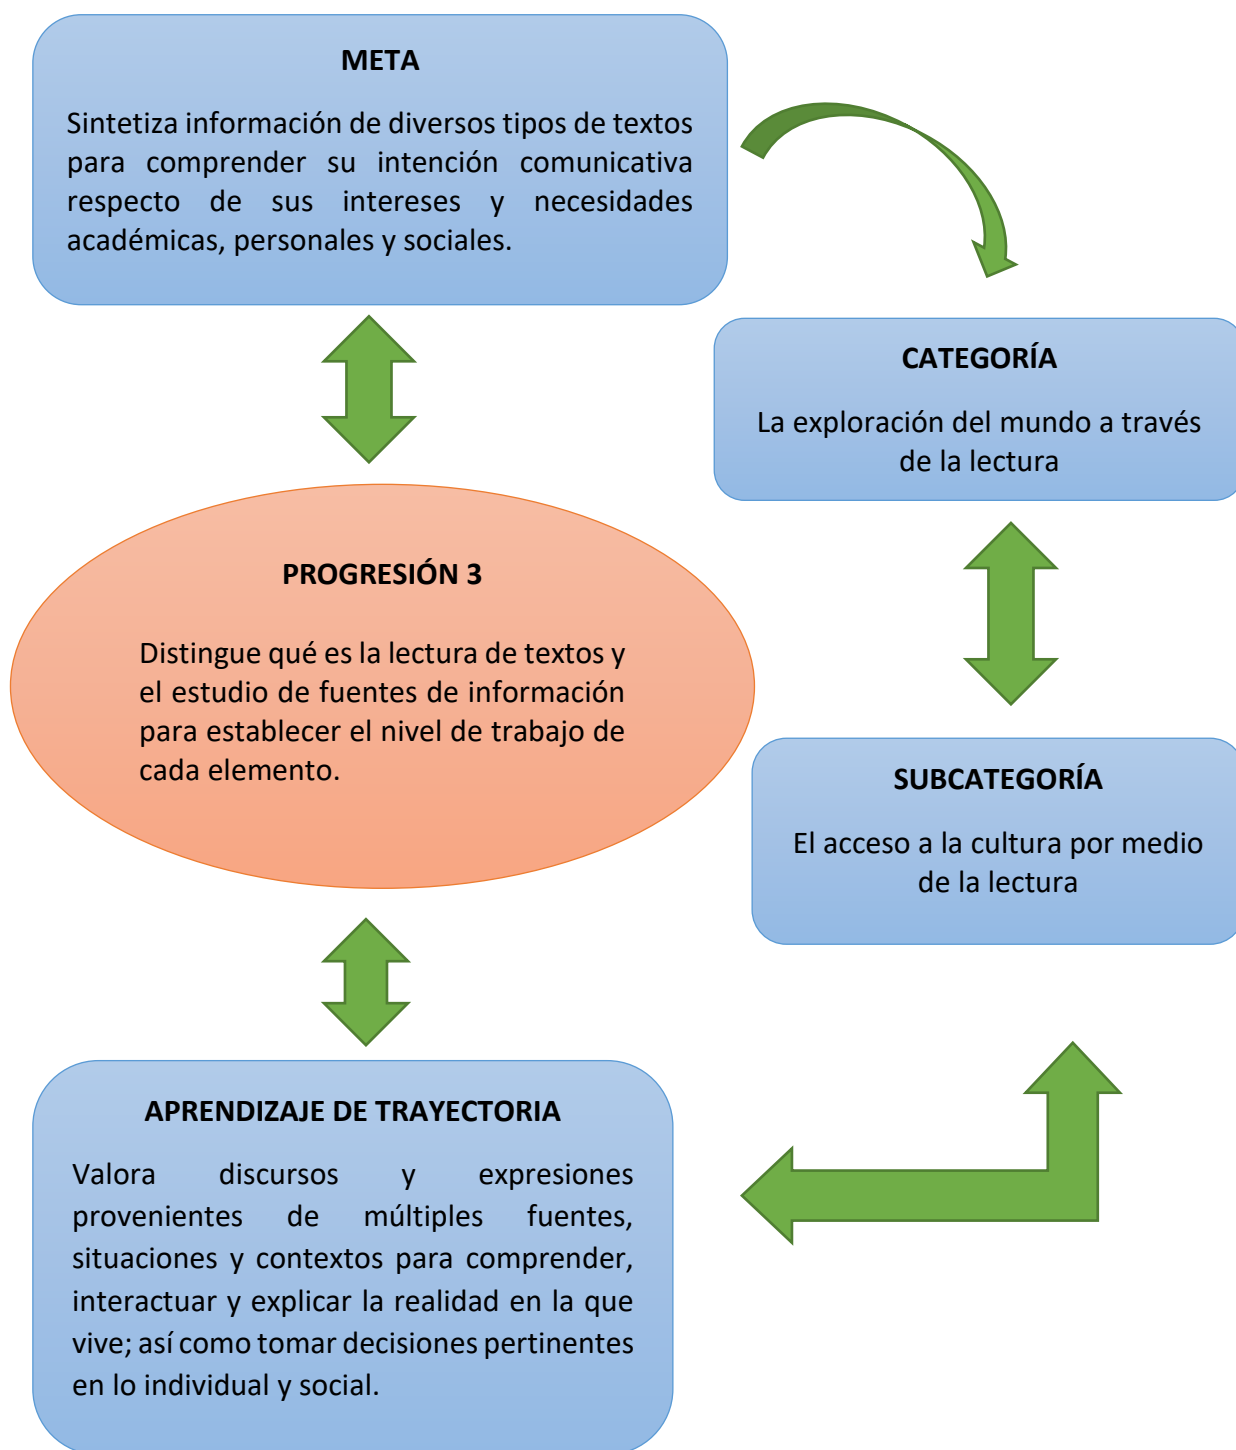 META
Sintetiza información de diversos tipos de textos
para comprender su intención comunicativa
respecto de sus intereses y necesidades
académicas, personales y sociales.
CATEGORÍA
La exploración del mundo a través
de la lectura
PROGRESIÓN 3
Distingue qué es la lectura de textos y
el estudio de fuentes de información
para establecer el nivel de trabajo de
cada elemento.
SUBCATEGORÍA
El acceso a la cultura por medio
de la lectura
APRENDIZAJE DE TRAYECTORIA
Valora discursos y expresiones
provenientes de múltiples fuentes,
situaciones y contextos para comprender,
interactuar y explicar la realidad en la que
vive; así como tomar decisiones pertinentes
en lo individual y social.